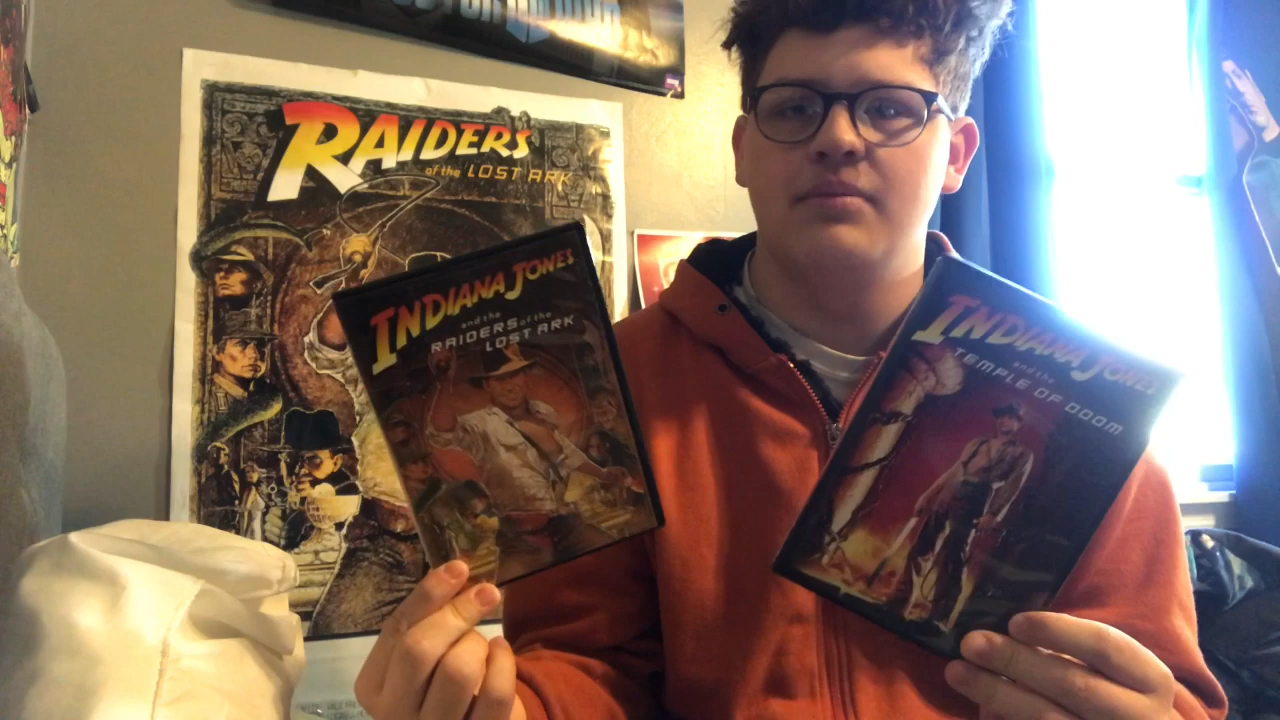 RAIDERS
of the LOST ARK
INDIANA JONES
and the
RAIDERS of the
LOST ARK
INDIANA JONES
and the
TEMPLE OF DOOM